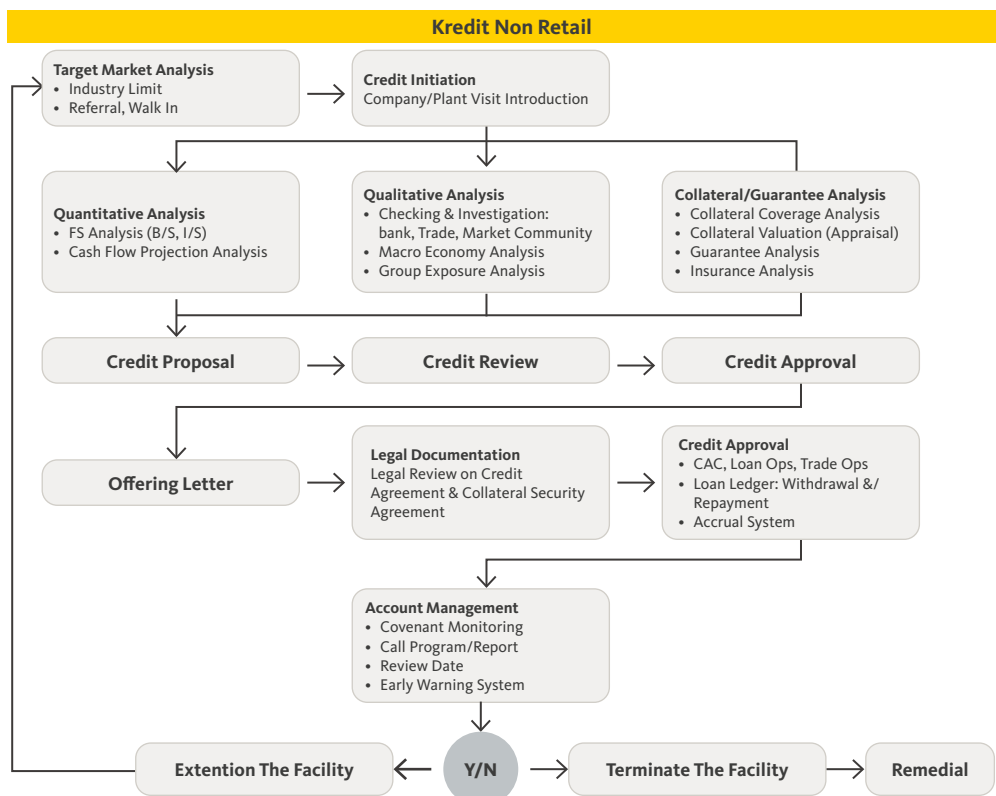 Kredit Non Retail
Target Market Analysis
• Industry Limit
• Referral, Walk In
Credit Initiation
Company/Plant Visit Introduction
Quantitative Analysis
• FS Analysis (B/S, I/S)
• Cash Flow Projection Analysis
Qualitative Analysis
• Checking & Investigation:
bank, Trade, Market Community
• Macro Economy Analysis
• Group Exposure Analysis
Collateral/Guarantee Analysis
• Collateral Coverage Analysis
• Collateral Valuation (Appraisal)
• Guarantee Analysis
• Insurance Analysis
Credit Proposal
Credit Review
Credit Approval
Offering Letter
Legal Documentation
Legal Review on Credit
Agreement & Collateral Security
Agreement
Credit Approval
• CAC, Loan Ops, Trade Ops
• Loan Ledger: Withdrawal &/
Repayment
• Accrual System
Account Management
• Covenant Monitoring
• Call Program/Report
• Review Date
• Early Warning System
Extention The Facility
Y/N
Terminate The Facility
Remedial